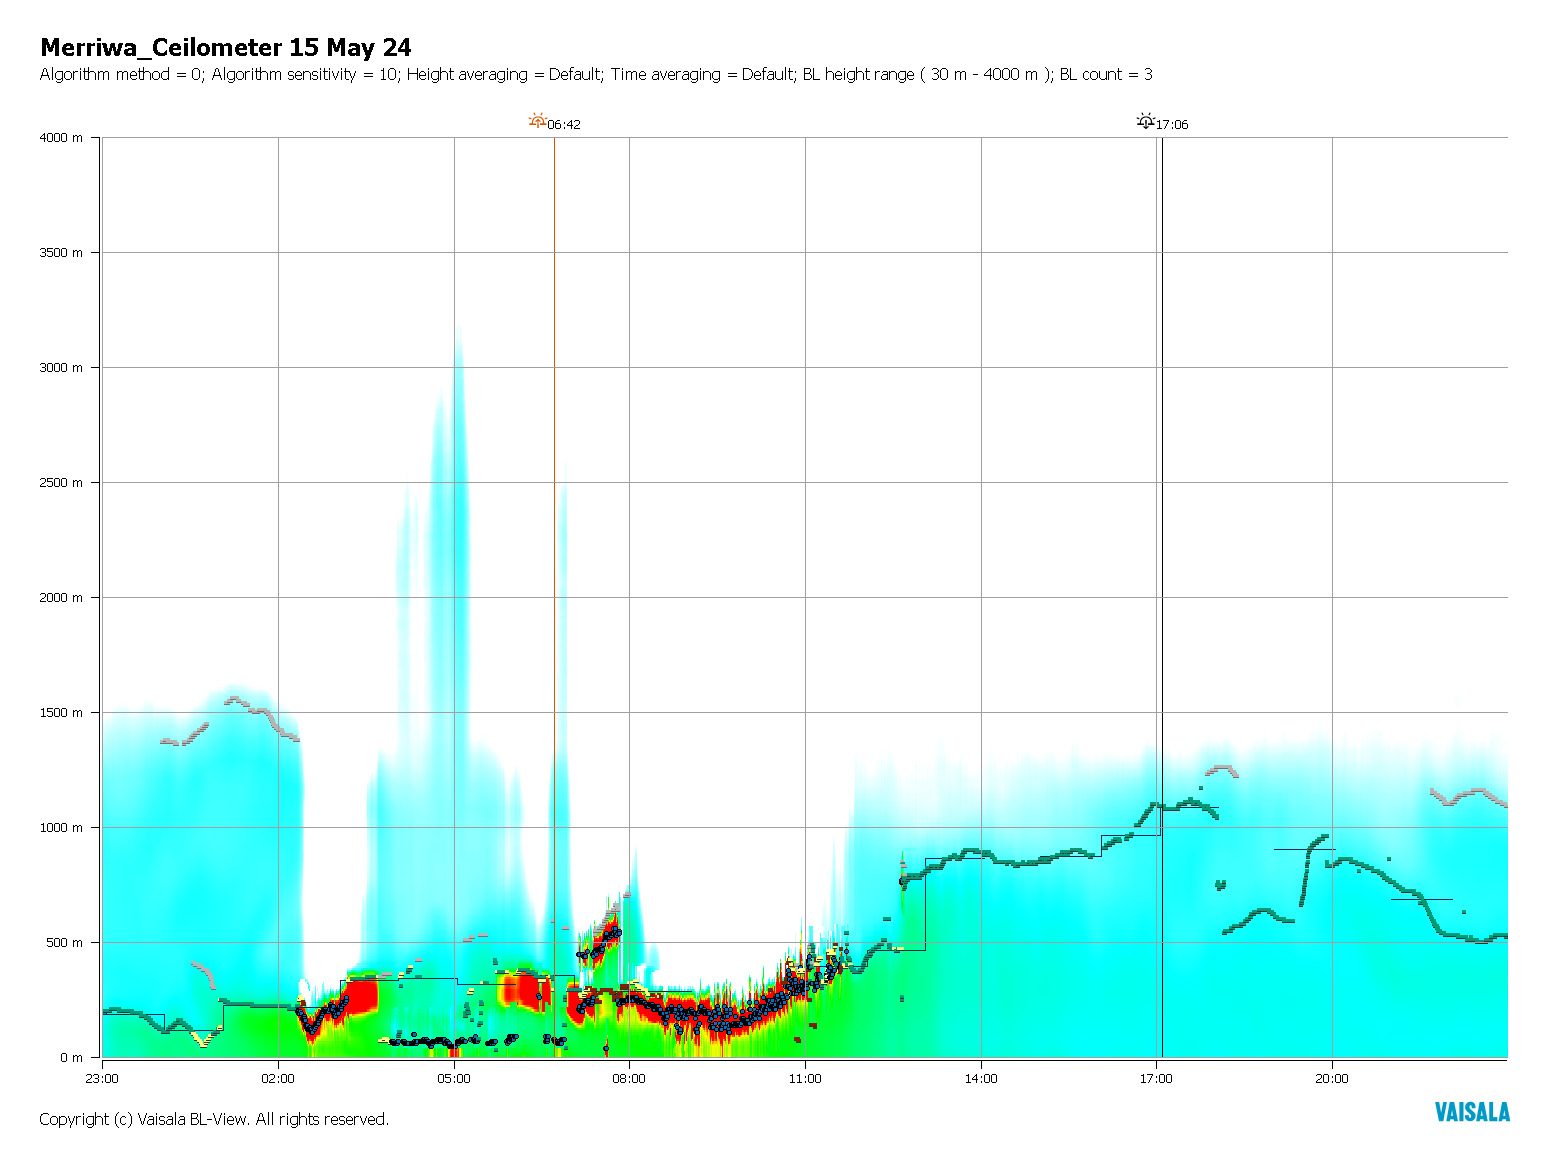 Merriwa_Ceilometer 15 May 24
Algorithm method = 0; Algorithm sensitivity = 10; Height averaging = Default; Time averaging = Default; BL height range ( 30 m - 4000 m ); BL count = 3
06:42
17:06
4000 m
3500 m
3000 m
2500 m
2000 m
1500 m
1000 m
500 m
0 m
23:00 02:00 05:00 08:00 11:00 14:00 17:00 20:00
Copyright (c) Vaisala BL-View. All rights reserved.
VAISALA